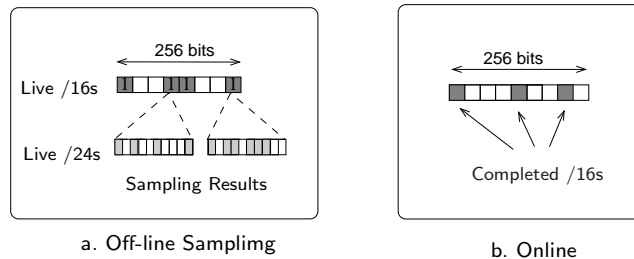 256 bits
Live /16s
1 1 1 1
Live /24s
Sampling Results
a. Off-line Samplimg
256 bits
Completed /16s
b. Online